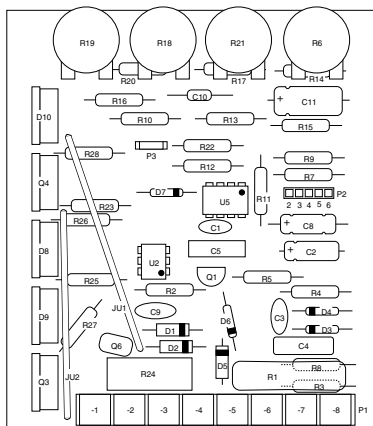 R19 R18 R21 R6
R20 R17 R14
R16 C10 C11
D10 R10 R13 R15
R28 P3 R22 R9
R12 R7
Q4 D7 U5 R11 P2
R23 2 3 4 5 6
R26 C1 C8
D8 U2 C5 C2
R25 Q1 R5
JU1 R2 R4
D9 R27 C9 D6 C3 D4
D1 D3
Q6 D2 C4
Q3 JU2 R24 D5 R1 R8
R3
-1 -2 -3 -4 -5 -6 -7 -8 P1